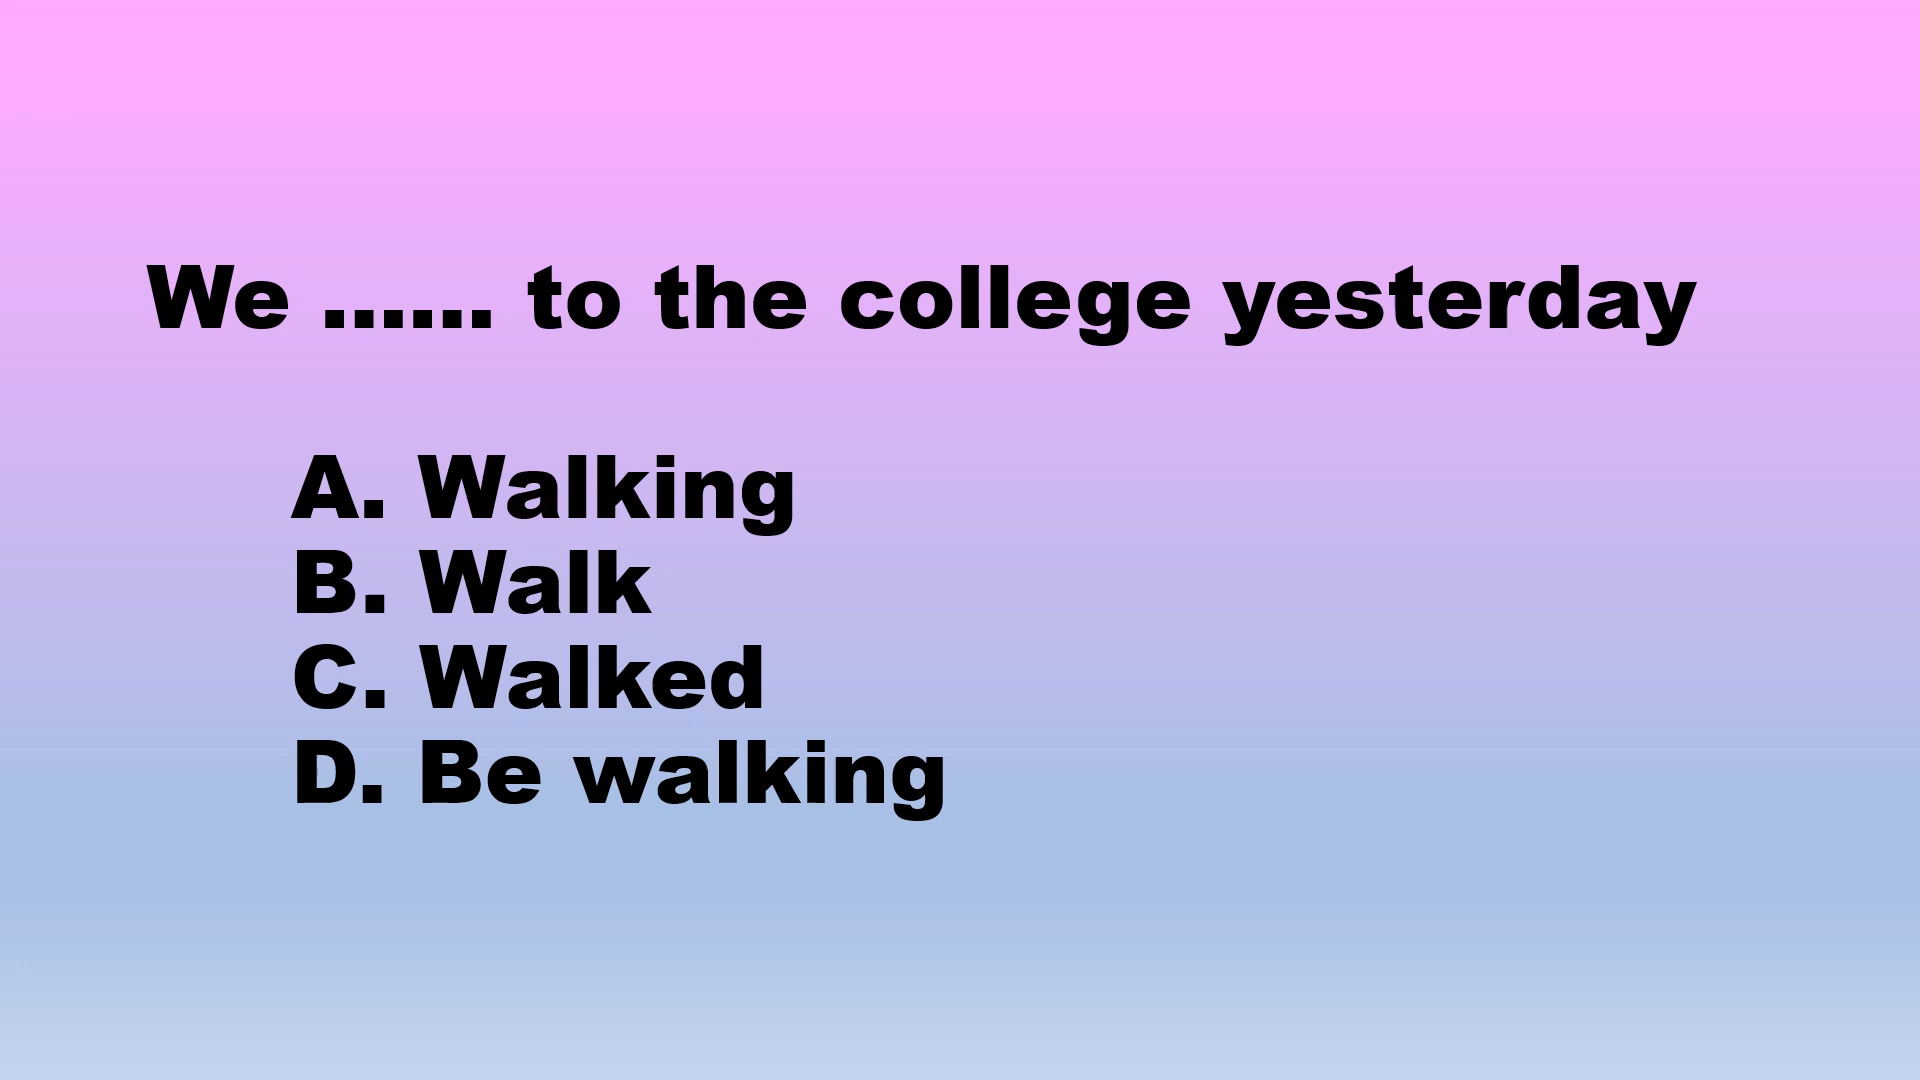 We …… to the college yesterday
A. Walking
B. Walk
C. Walked
D. Be walking